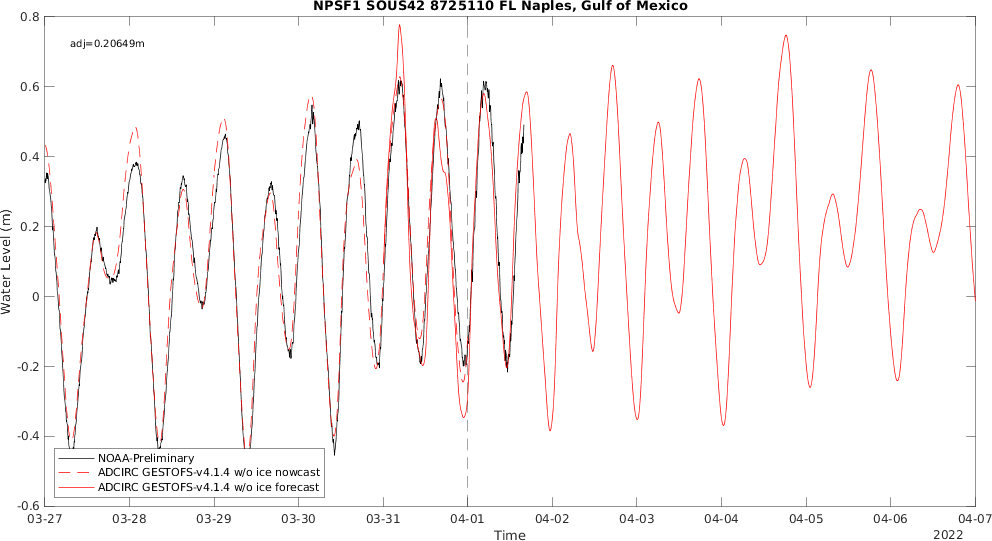 NPSF1 SOUS42 8725110 FL Naples, Gulf of Mexico
adj=0.20649m
0.8
0.6
0.4
0.2
0
-0.2
-0.4
-0.6
Water Level (m)
NOAA-Preliminary
ADCIRC GESTOFS-v4.1.4 w/o ice nowcast
ADCIRC GESTOFS-v4.1.4 w/o ice forecast
03-27 03-28 03-29 03-30 03-31 04-01 04-02 04-03 04-04 04-05 04-06 04-07
Time
2022